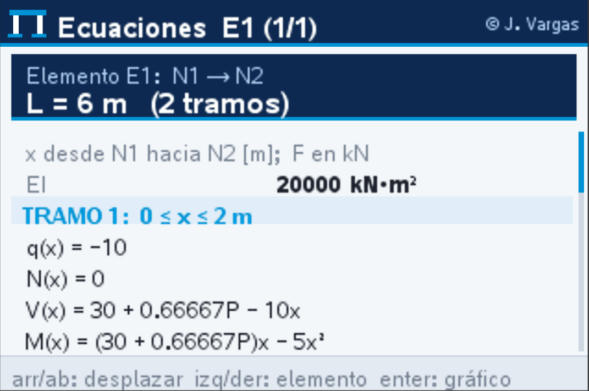 Ecuaciones E1 (1/1)
© J. Vargas
Elemento E1: N1 → N2
L = 6 m (2 tramos)
x desde N1 hacia N2 [m]; F en kN
EI 20000 kN·m²
TRAMO 1: 0 ≤ x ≤ 2 m
q(x) = −10
N(x) = 0
V(x) = 30 + 0.66667P − 10x
M(x) = (30 + 0.66667P)x − 5x²
arr/ab: desplazar izq/der: elemento enter: gráfico